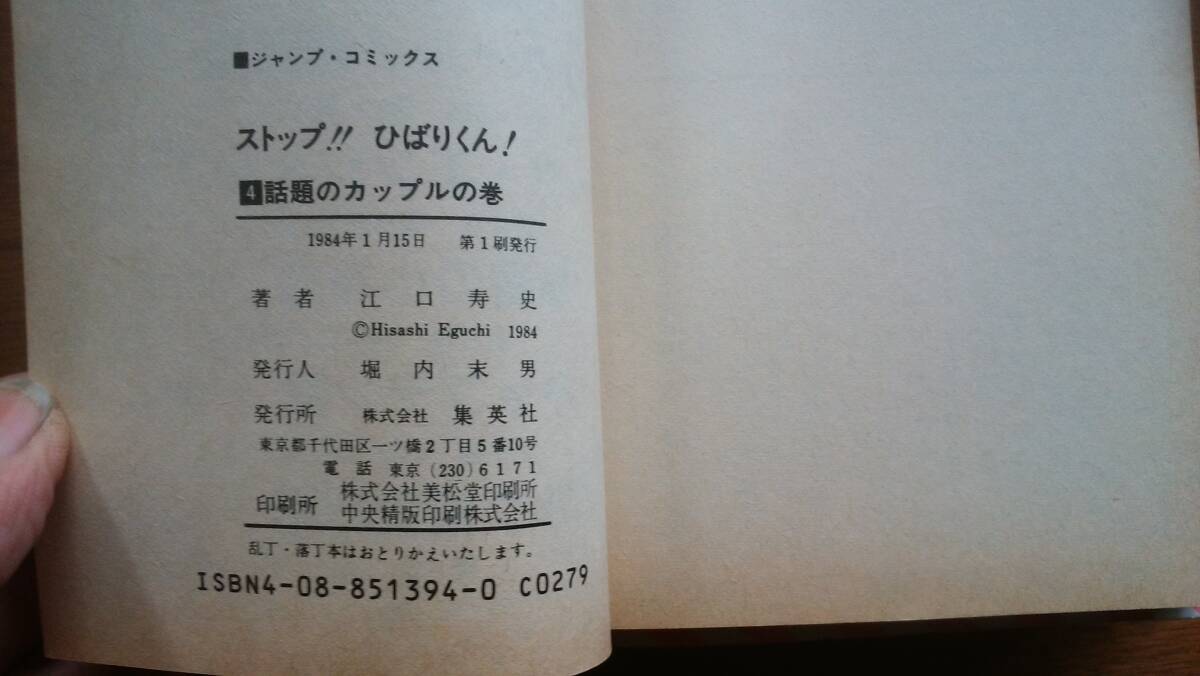 ■ジャンプ・コミックス
ストップ!! ひばりくん!
4 話題のカップルの巻
1984年1月15日 第1刷発行
著者 江口寿史
©Hisashi Eguchi 1984
発行人 堀内末男
発行所 株式会社 集英社
東京都千代田区一ツ橋2丁目5番10号
電話 東京(230)6171
印刷所 株式会社美松堂印刷所
中央精版印刷株式会社
乱丁・落丁本はおとりかえいたします。
ISBN4-08-851394-0 C0279